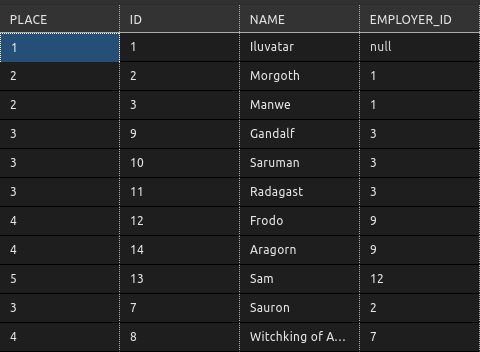 PLACE ID NAME EMPLOYER_ID
1 1 Iluvatar null
2 2 Morgoth 1
2 3 Manwe 1
3 9 Gandalf 3
3 10 Saruman 3
3 11 Radagast 3
4 12 Frodo 9
4 14 Aragorn 9
5 13 Sam 12
3 7 Sauron 2
4 8 Witchking of A... 7